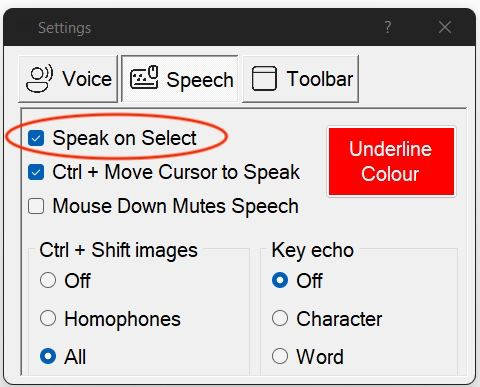 Settings
?
Voice
Speech
Toolbar
Speak on Select
Ctrl + Move Cursor to Speak
Mouse Down Mutes Speech
Underline
Colour
Ctrl + Shift images
Off
Homophones
All
Key echo
Off
Character
Word